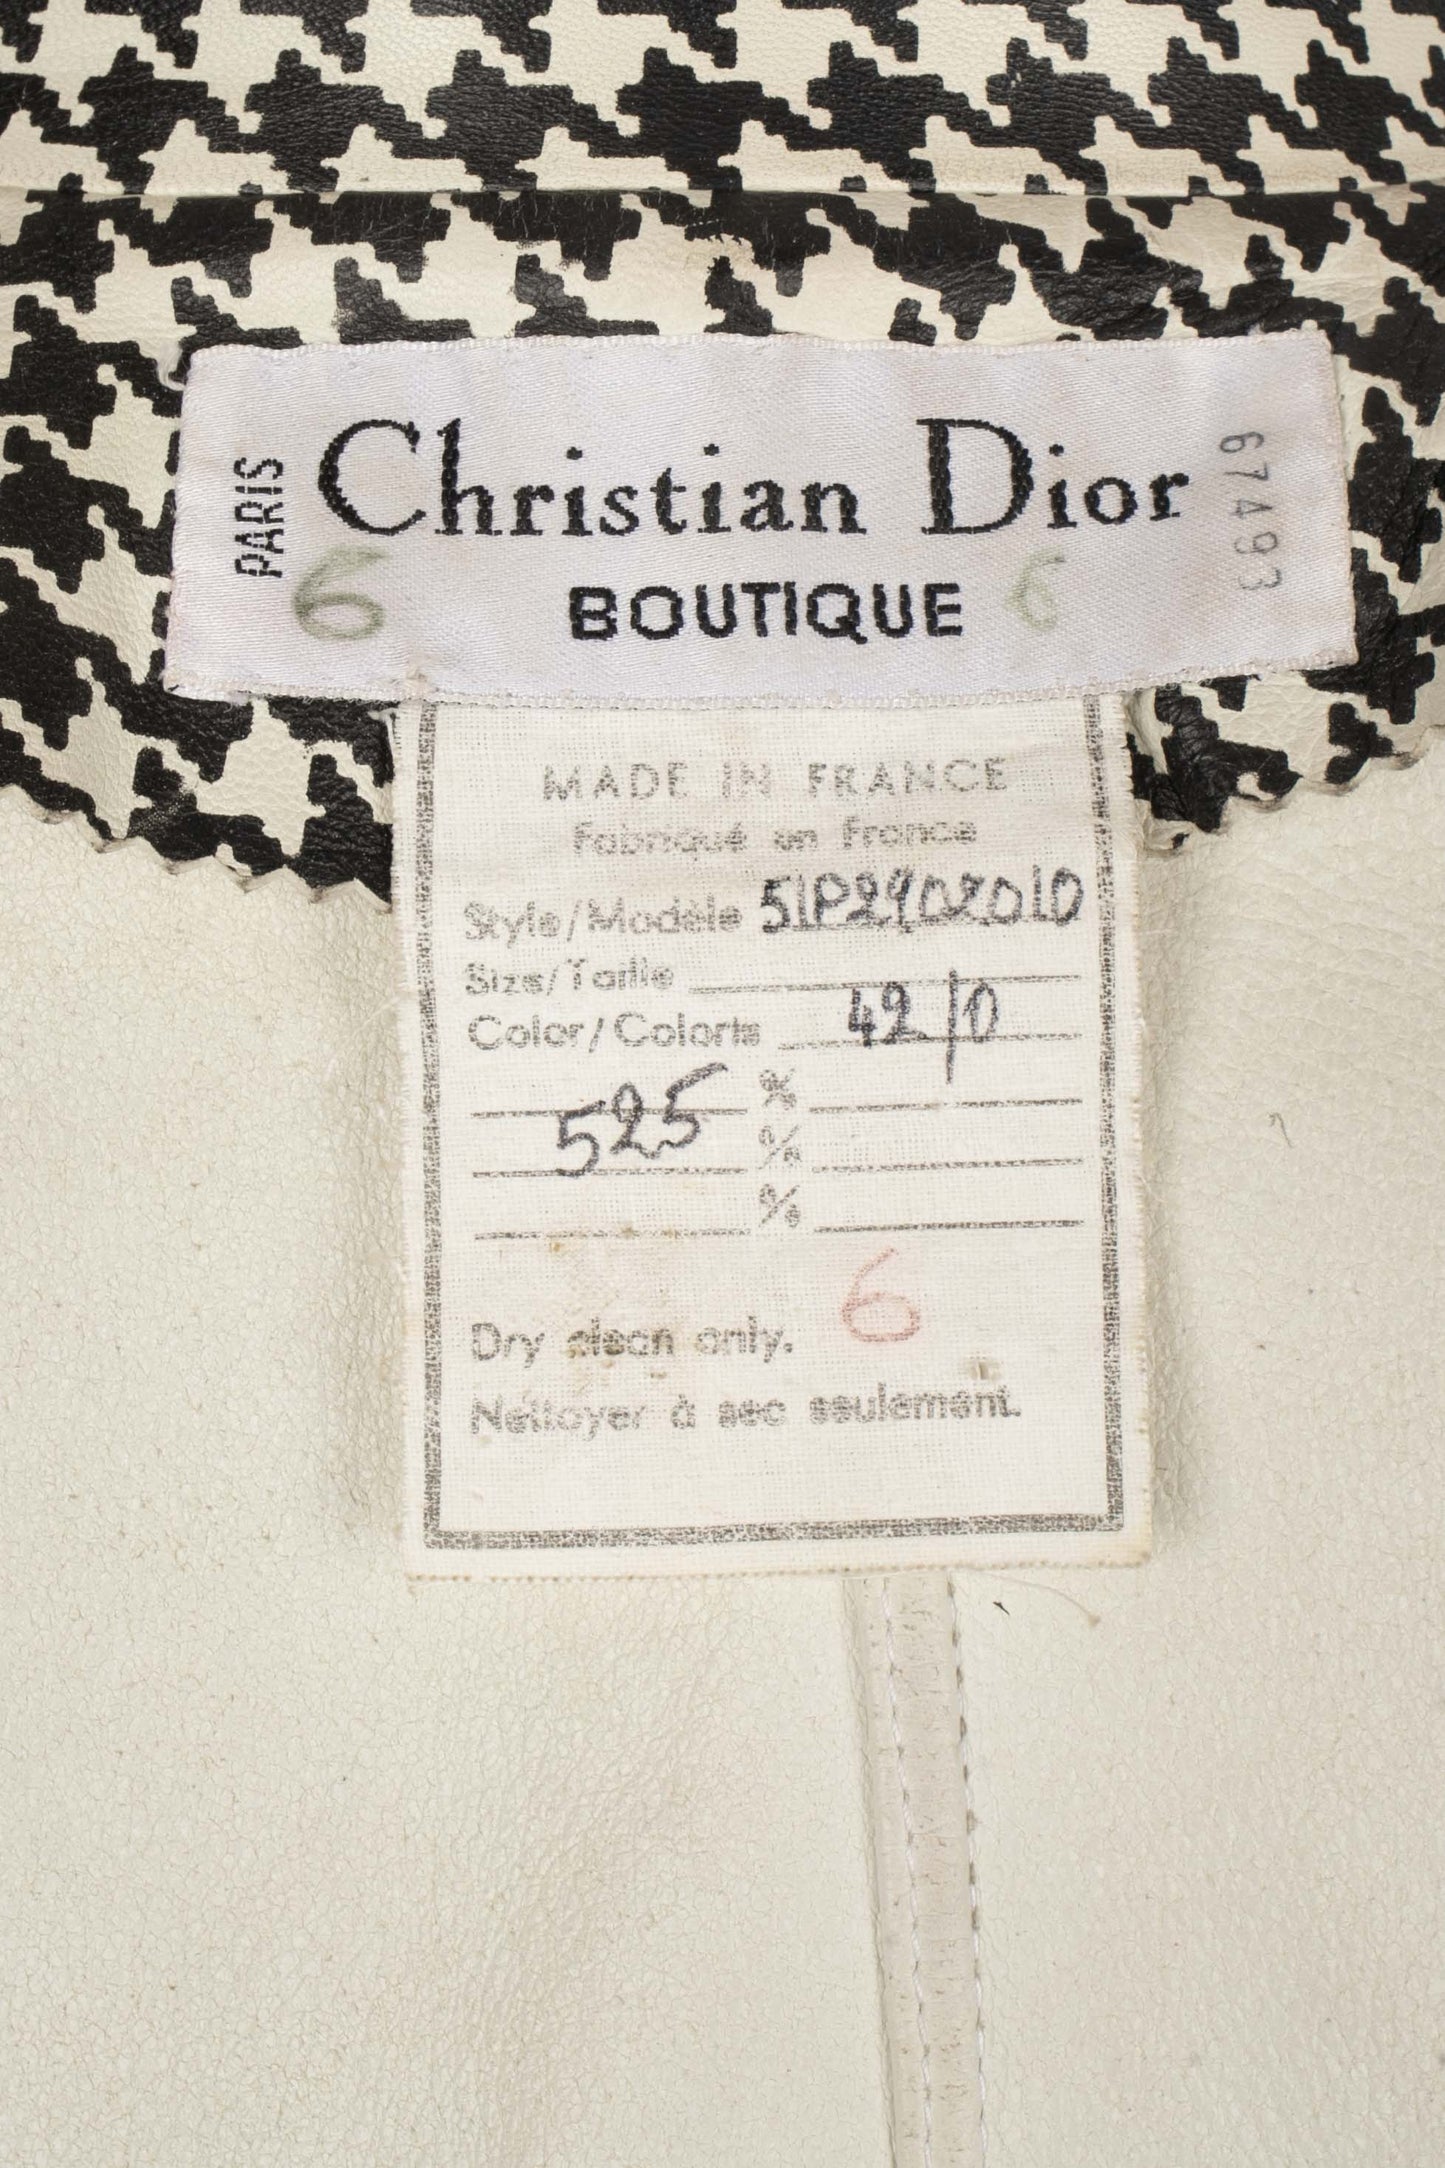 PARIS
Christian Dior
67493
6
BOUTIQUE
6
MADE IN FRANCE
Fabriqué en France
Style/Modèle 51P2902010
Size/Taille
Color/Coloris 42/0
%
525 %
%
6
Dry clean only.
Nettoyer à sec seulement.